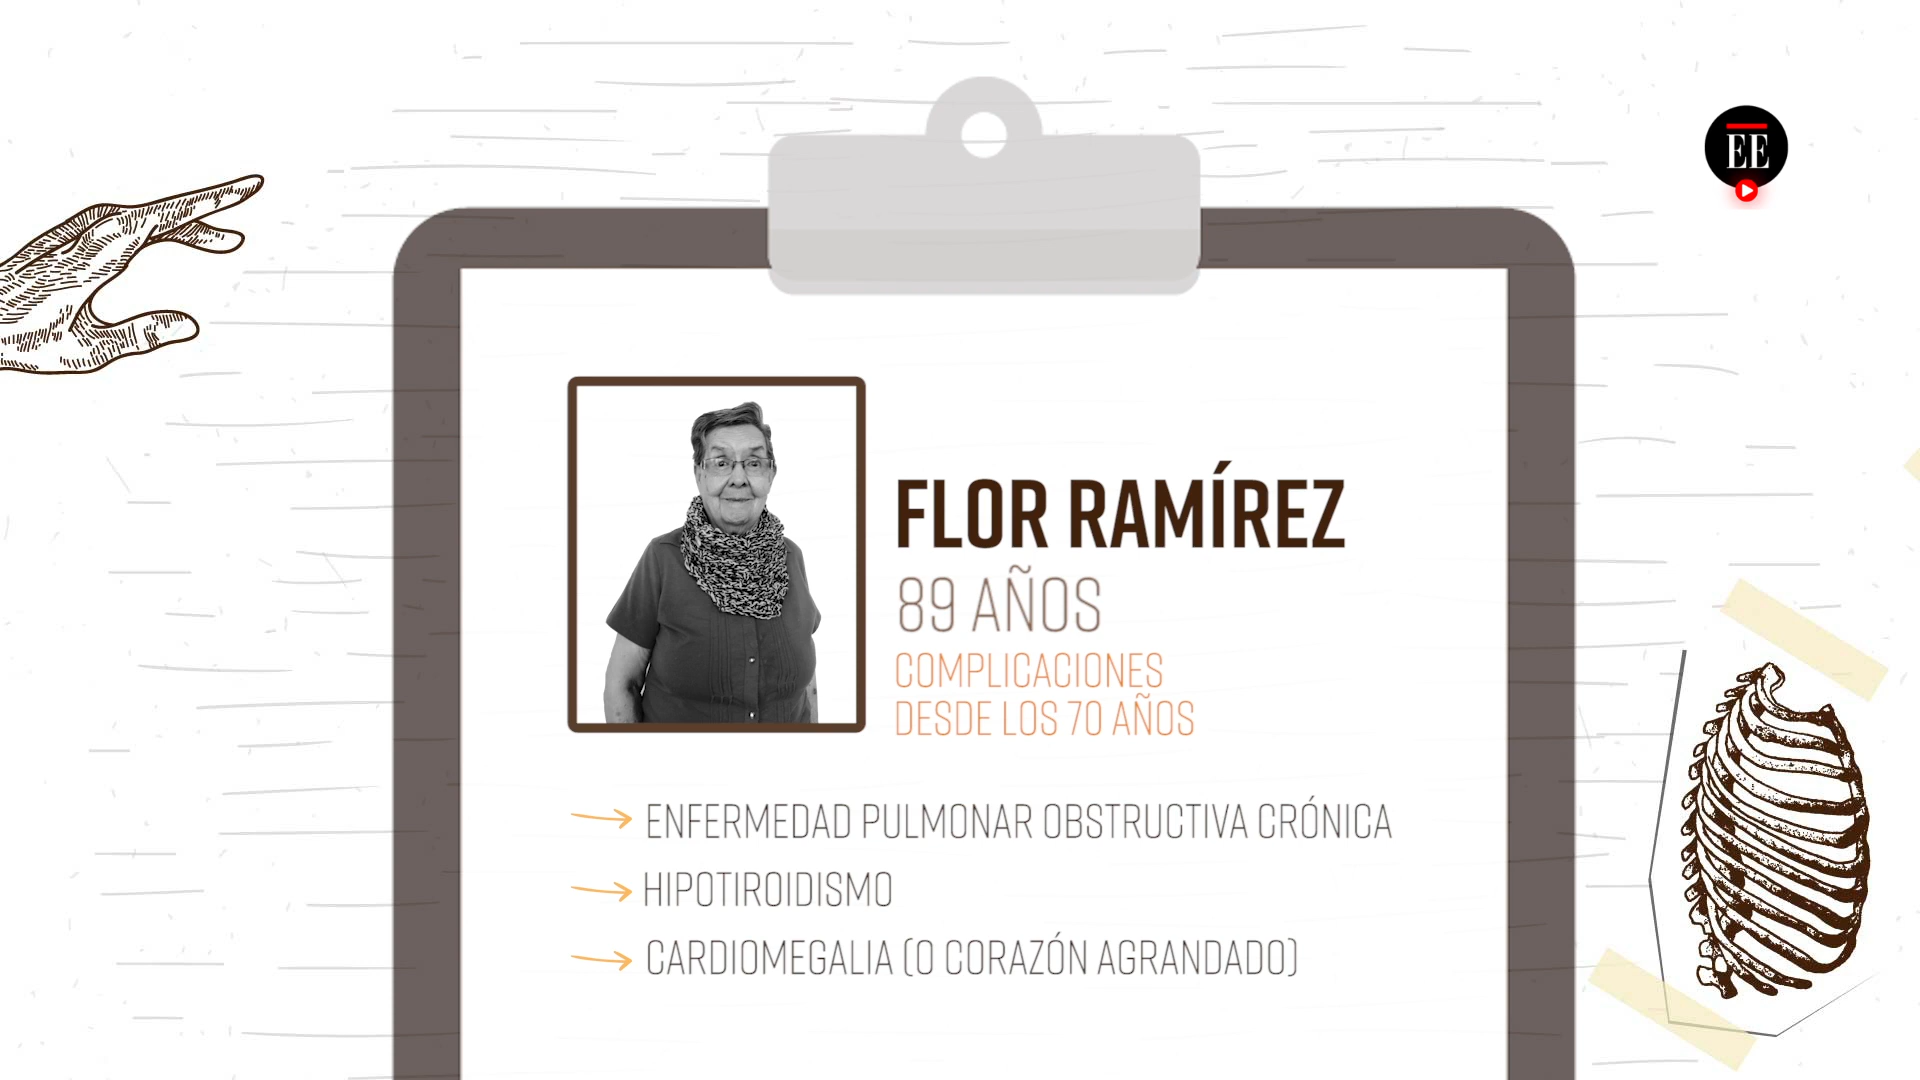 EE
FLOR RAMÍREZ
89 AÑOS
COMPLICACIONES
DESDE LOS 70 AÑOS
ENFERMEDAD PULMONAR OBSTRUCTIVA CRÓNICA
HIPOTIROIDISMO
CARDIOMEGALIA (O CORAZÓN AGRANDADO)